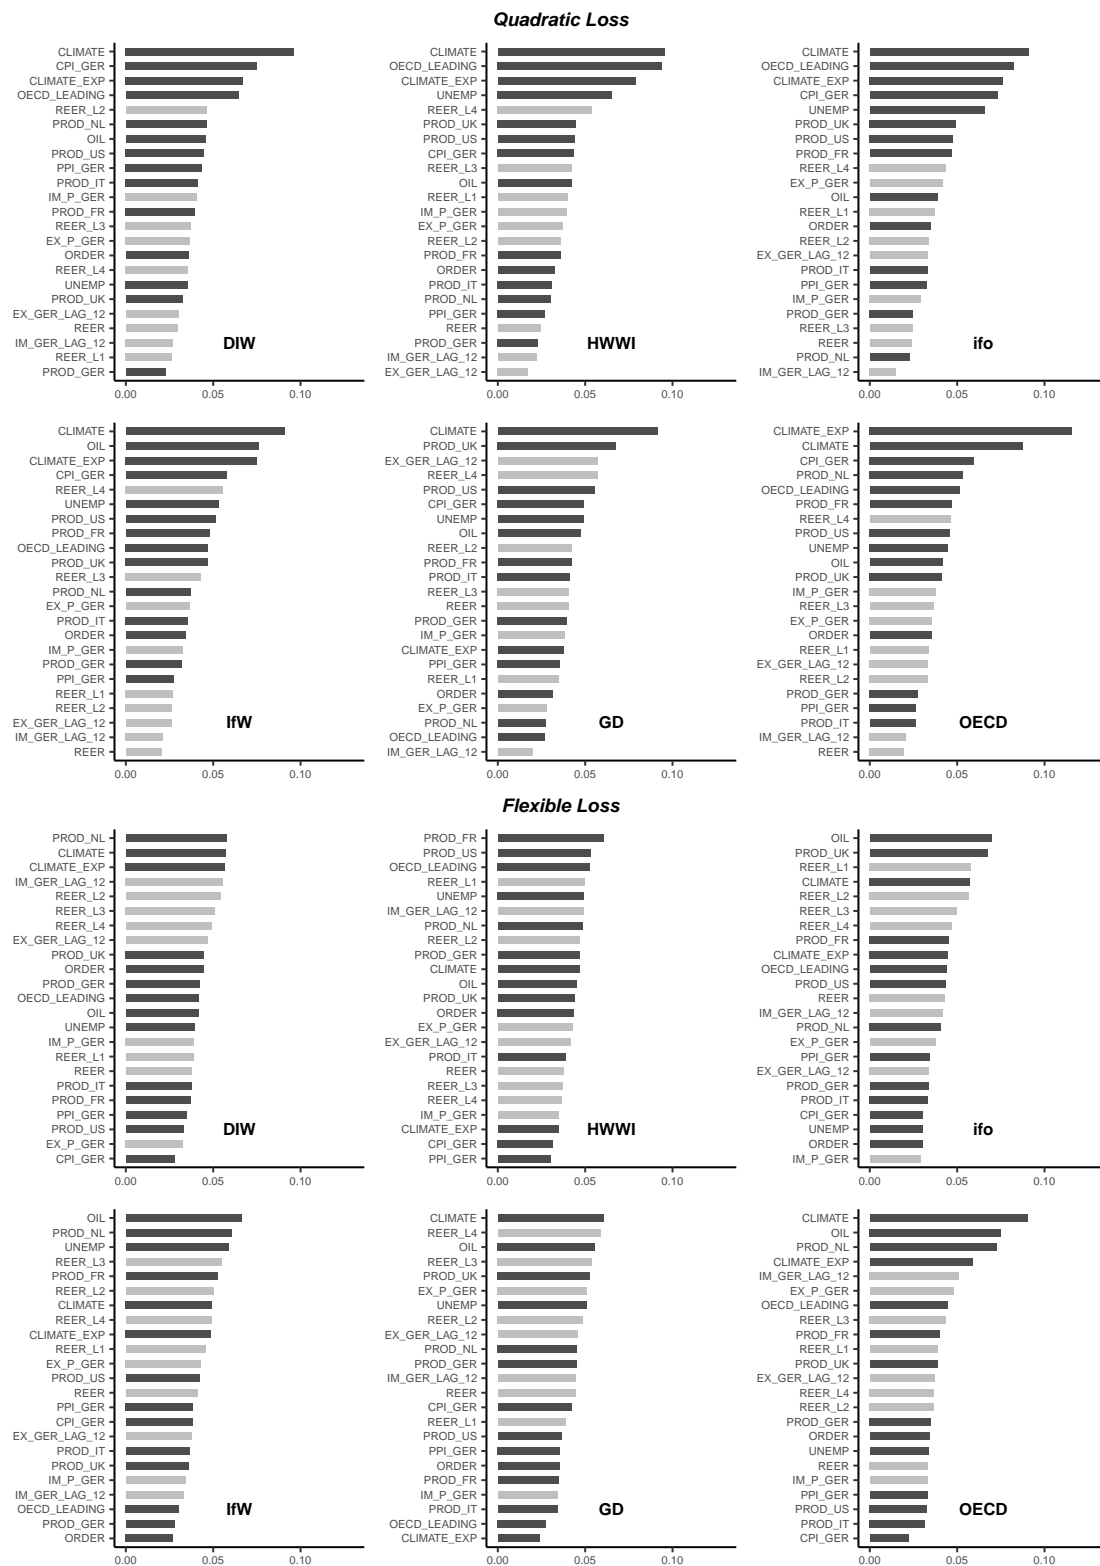 Quadratic Loss
CLIMATE
CPI_GER
CLIMATE_EXP
OECD_LEADING
REER_L2
PROD_NL
OIL
PROD_US
PPI_GER
PROD_IT
IM_P_GER
PROD_FR
REER_L3
EX_P_GER
ORDER
REER_L4
UNEMP
PROD_UK
EX_GER_LAG_12
REER
IM_GER_LAG_12
REER_L1
PROD_GER
DIW
0.00 0.05 0.10
CLIMATE
OECD_LEADING
CLIMATE_EXP
UNEMP
REER_L4
PROD_UK
PROD_US
CPI_GER
REER_L3
OIL
REER_L1
IM_P_GER
EX_P_GER
REER_L2
PROD_FR
ORDER
PROD_IT
PROD_NL
PPI_GER
REER
PROD_GER
IM_GER_LAG_12
EX_GER_LAG_12
HWWI
0.00 0.05 0.10
CLIMATE
OECD_LEADING
CLIMATE_EXP
CPI_GER
UNEMP
PROD_UK
PROD_US
PROD_FR
REER_L4
EX_P_GER
OIL
REER_L1
ORDER
REER_L2
EX_GER_LAG_12
PROD_IT
PPI_GER
IM_P_GER
PROD_GER
REER_L3
REER
PROD_NL
IM_GER_LAG_12
ifo
0.00 0.05 0.10
CLIMATE
OIL
CLIMATE_EXP
CPI_GER
REER_L4
UNEMP
PROD_US
PROD_FR
OECD_LEADING
PROD_UK
REER_L3
PROD_NL
EX_P_GER
PROD_IT
ORDER
IM_P_GER
PROD_GER
PPI_GER
REER_L1
REER_L2
EX_GER_LAG_12
IM_GER_LAG_12
REER
IfW
0.00 0.05 0.10
CLIMATE
PROD_UK
EX_GER_LAG_12
REER_L4
PROD_US
CPI_GER
UNEMP
OIL
REER_L2
PROD_FR
PROD_IT
REER_L3
REER
PROD_GER
IM_P_GER
CLIMATE_EXP
PPI_GER
REER_L1
ORDER
EX_P_GER
PROD_NL
OECD_LEADING
IM_GER_LAG_12
GD
0.00 0.05 0.10
CLIMATE_EXP
CLIMATE
CPI_GER
PROD_NL
OECD_LEADING
PROD_FR
REER_L4
PROD_US
UNEMP
OIL
PROD_UK
IM_P_GER
REER_L3
EX_P_GER
ORDER
REER_L1
EX_GER_LAG_12
REER_L2
PROD_GER
PPI_GER
PROD_IT
IM_GER_LAG_12
REER
OECD
0.00 0.05 0.10
Flexible Loss
PROD_NL
CLIMATE
CLIMATE_EXP
IM_GER_LAG_12
REER_L2
REER_L3
REER_L4
EX_GER_LAG_12
PROD_UK
ORDER
PROD_GER
OECD_LEADING
OIL
UNEMP
IM_P_GER
REER_L1
REER
PROD_IT
PROD_FR
PPI_GER
PROD_US
EX_P_GER
CPI_GER
DIW
0.00 0.05 0.10
PROD_FR
PROD_US
OECD_LEADING
REER_L1
UNEMP
IM_GER_LAG_12
PROD_NL
REER_L2
PROD_GER
CLIMATE
OIL
PROD_UK
ORDER
EX_P_GER
EX_GER_LAG_12
PROD_IT
REER
REER_L3
REER_L4
IM_P_GER
CLIMATE_EXP
CPI_GER
PPI_GER
HWWI
0.00 0.05 0.10
OIL
PROD_UK
REER_L1
CLIMATE
REER_L2
REER_L3
REER_L4
PROD_FR
CLIMATE_EXP
OECD_LEADING
PROD_US
REER
IM_GER_LAG_12
PROD_NL
EX_P_GER
PPI_GER
EX_GER_LAG_12
PROD_GER
PROD_IT
CPI_GER
UNEMP
ORDER
IM_P_GER
ifo
0.00 0.05 0.10
OIL
PROD_NL
UNEMP
REER_L3
PROD_FR
REER_L2
CLIMATE
REER_L4
CLIMATE_EXP
REER_L1
EX_P_GER
PROD_US
REER
PPI_GER
CPI_GER
EX_GER_LAG_12
PROD_IT
PROD_UK
IM_P_GER
IM_GER_LAG_12
OECD_LEADING
PROD_GER
ORDER
IfW
0.00 0.05 0.10
CLIMATE
REER_L4
OIL
REER_L3
PROD_UK
EX_P_GER
UNEMP
REER_L2
EX_GER_LAG_12
PROD_NL
PROD_GER
IM_GER_LAG_12
REER
CPI_GER
REER_L1
PROD_US
PPI_GER
ORDER
PROD_FR
IM_P_GER
PROD_IT
OECD_LEADING
CLIMATE_EXP
GD
0.00 0.05 0.10
CLIMATE
OIL
PROD_NL
CLIMATE_EXP
IM_GER_LAG_12
EX_P_GER
OECD_LEADING
REER_L3
PROD_FR
REER_L1
PROD_UK
EX_GER_LAG_12
REER_L4
REER_L2
PROD_GER
ORDER
UNEMP
REER
IM_P_GER
PPI_GER
PROD_US
PROD_IT
CPI_GER
OECD
0.00 0.05 0.10